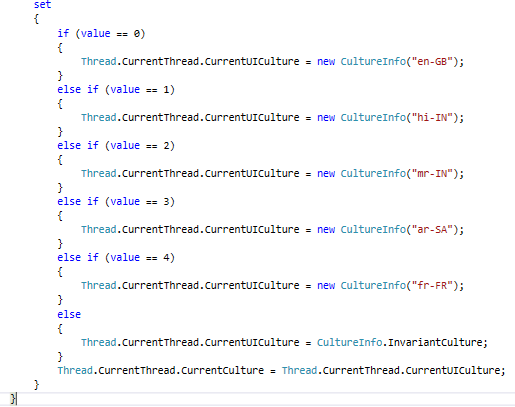 set
{
if (value == 0)
{
Thread.CurrentThread.CurrentUICulture = new CultureInfo("en-GB");
}
else if (value == 1)
{
Thread.CurrentThread.CurrentUICulture = new CultureInfo("hi-IN");
}
else if (value == 2)
{
Thread.CurrentThread.CurrentUICulture = new CultureInfo("mr-IN");
}
else if (value == 3)
{
Thread.CurrentThread.CurrentUICulture = new CultureInfo("ar-SA");
}
else if (value == 4)
{
Thread.CurrentThread.CurrentUICulture = new CultureInfo("fr-FR");
}
else
{
Thread.CurrentThread.CurrentUICulture = CultureInfo.InvariantCulture;
}
Thread.CurrentThread.CurrentCulture = Thread.CurrentThread.CurrentUICulture;
}
}